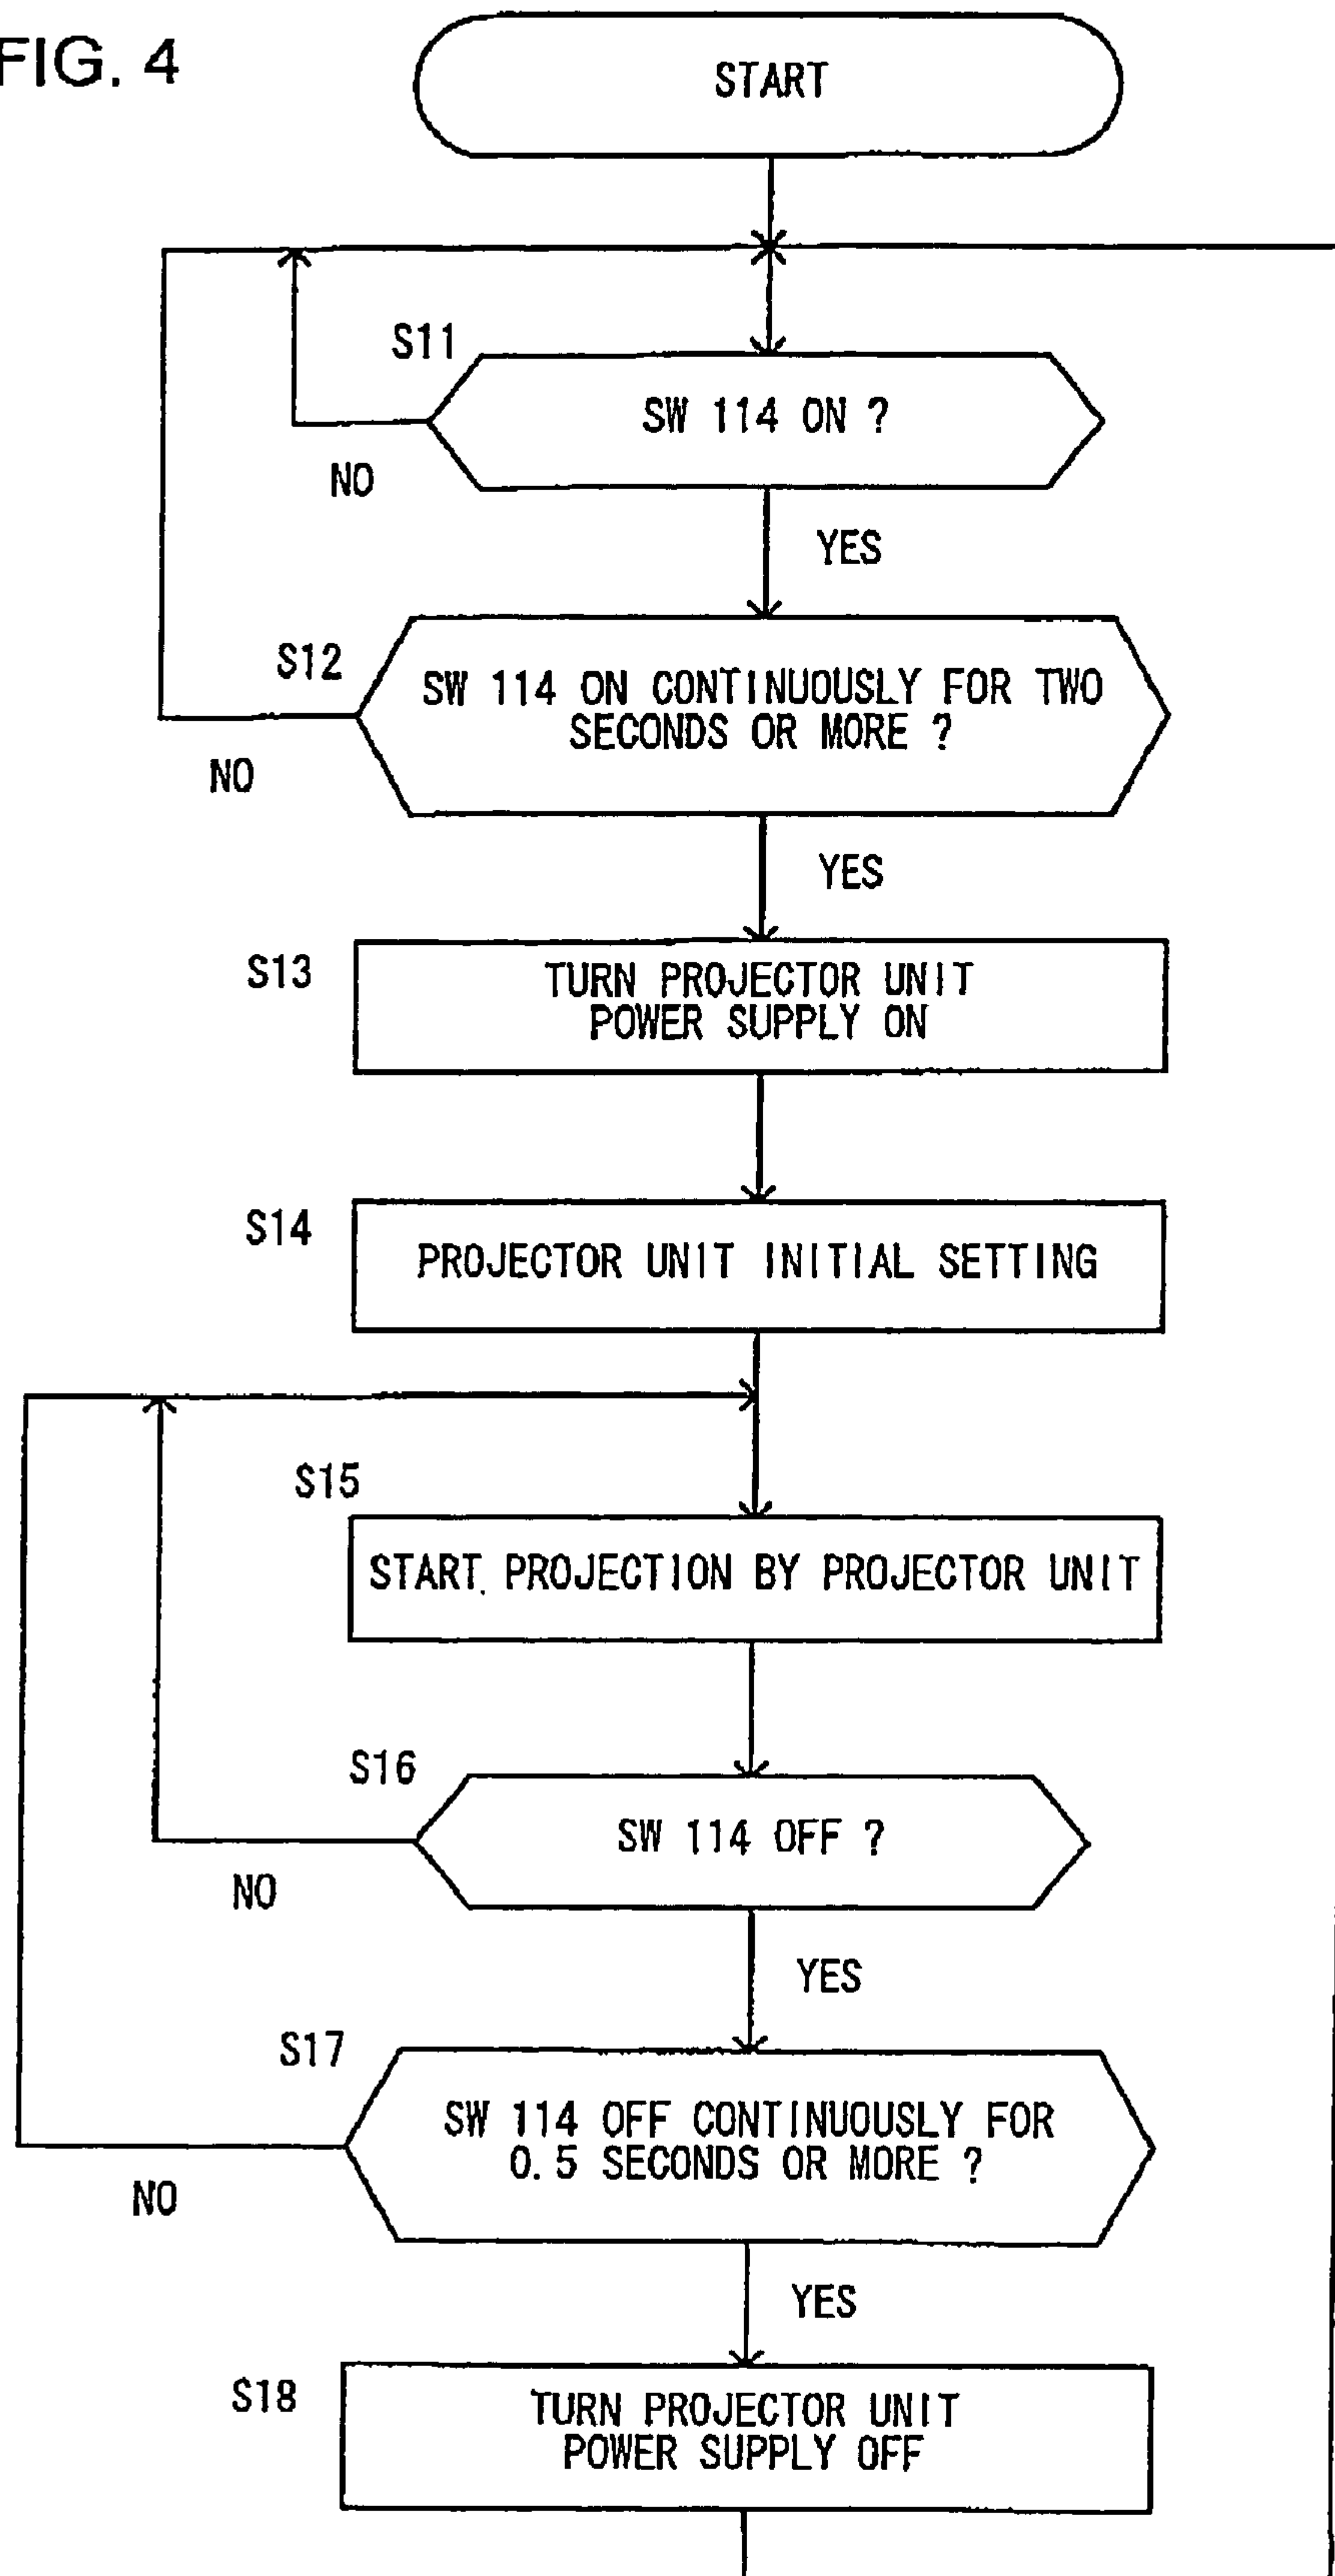 FIG. 4
START
S11
SW 114 ON ?
NO
YES
S12
SW 114 ON CONTINUOUSLY FOR TWO
SECONDS OR MORE ?
NO
YES
S13
TURN PROJECTOR UNIT
POWER SUPPLY ON
S14
PROJECTOR UNIT INITIAL SETTING
S15
START PROJECTION BY PROJECTOR UNIT
S16
SW 114 OFF ?
NO
YES
S17
SW 114 OFF CONTINUOUSLY FOR
0.5 SECONDS OR MORE ?
NO
YES
S18
TURN PROJECTOR UNIT
POWER SUPPLY OFF